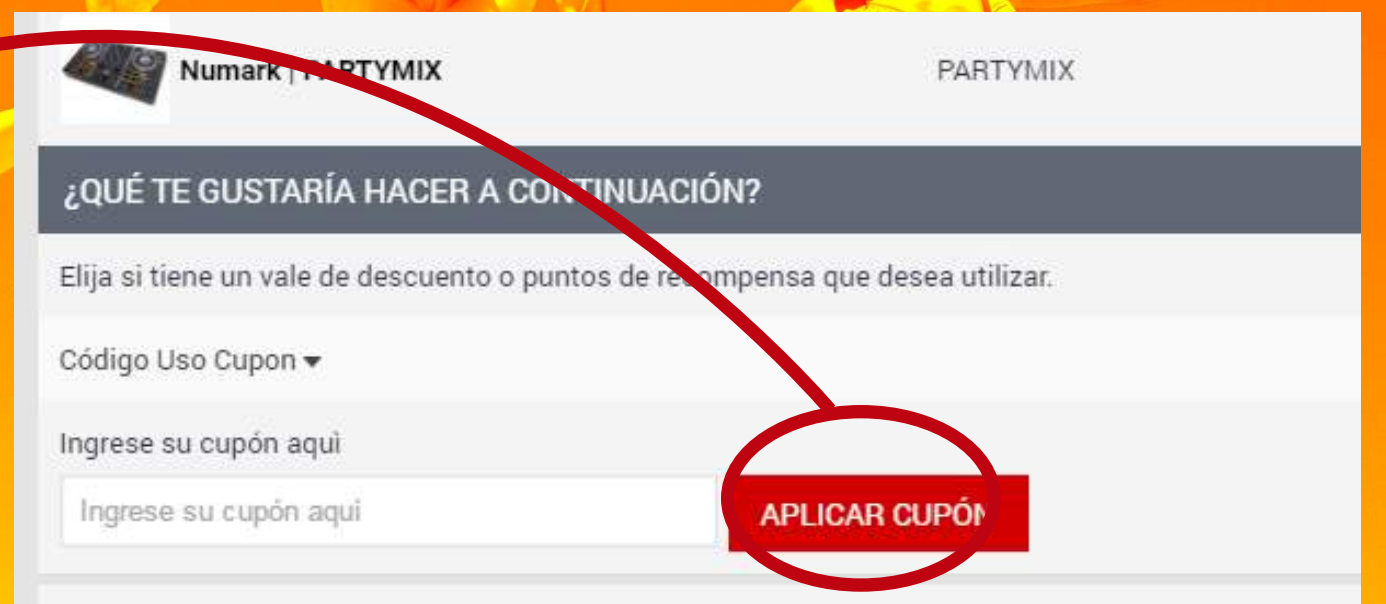 Numark | PARTYMIX
PARTYMIX
¿QUÉ TE GUSTARÍA HACER A CONTINUACIÓN?
Elija si tiene un vale de descuento o puntos de recompensa que desea utilizar.
Código Uso Cupon
Ingrese su cupón aquì
Ingrese su cupón aqui
APLICAR CUPÓN